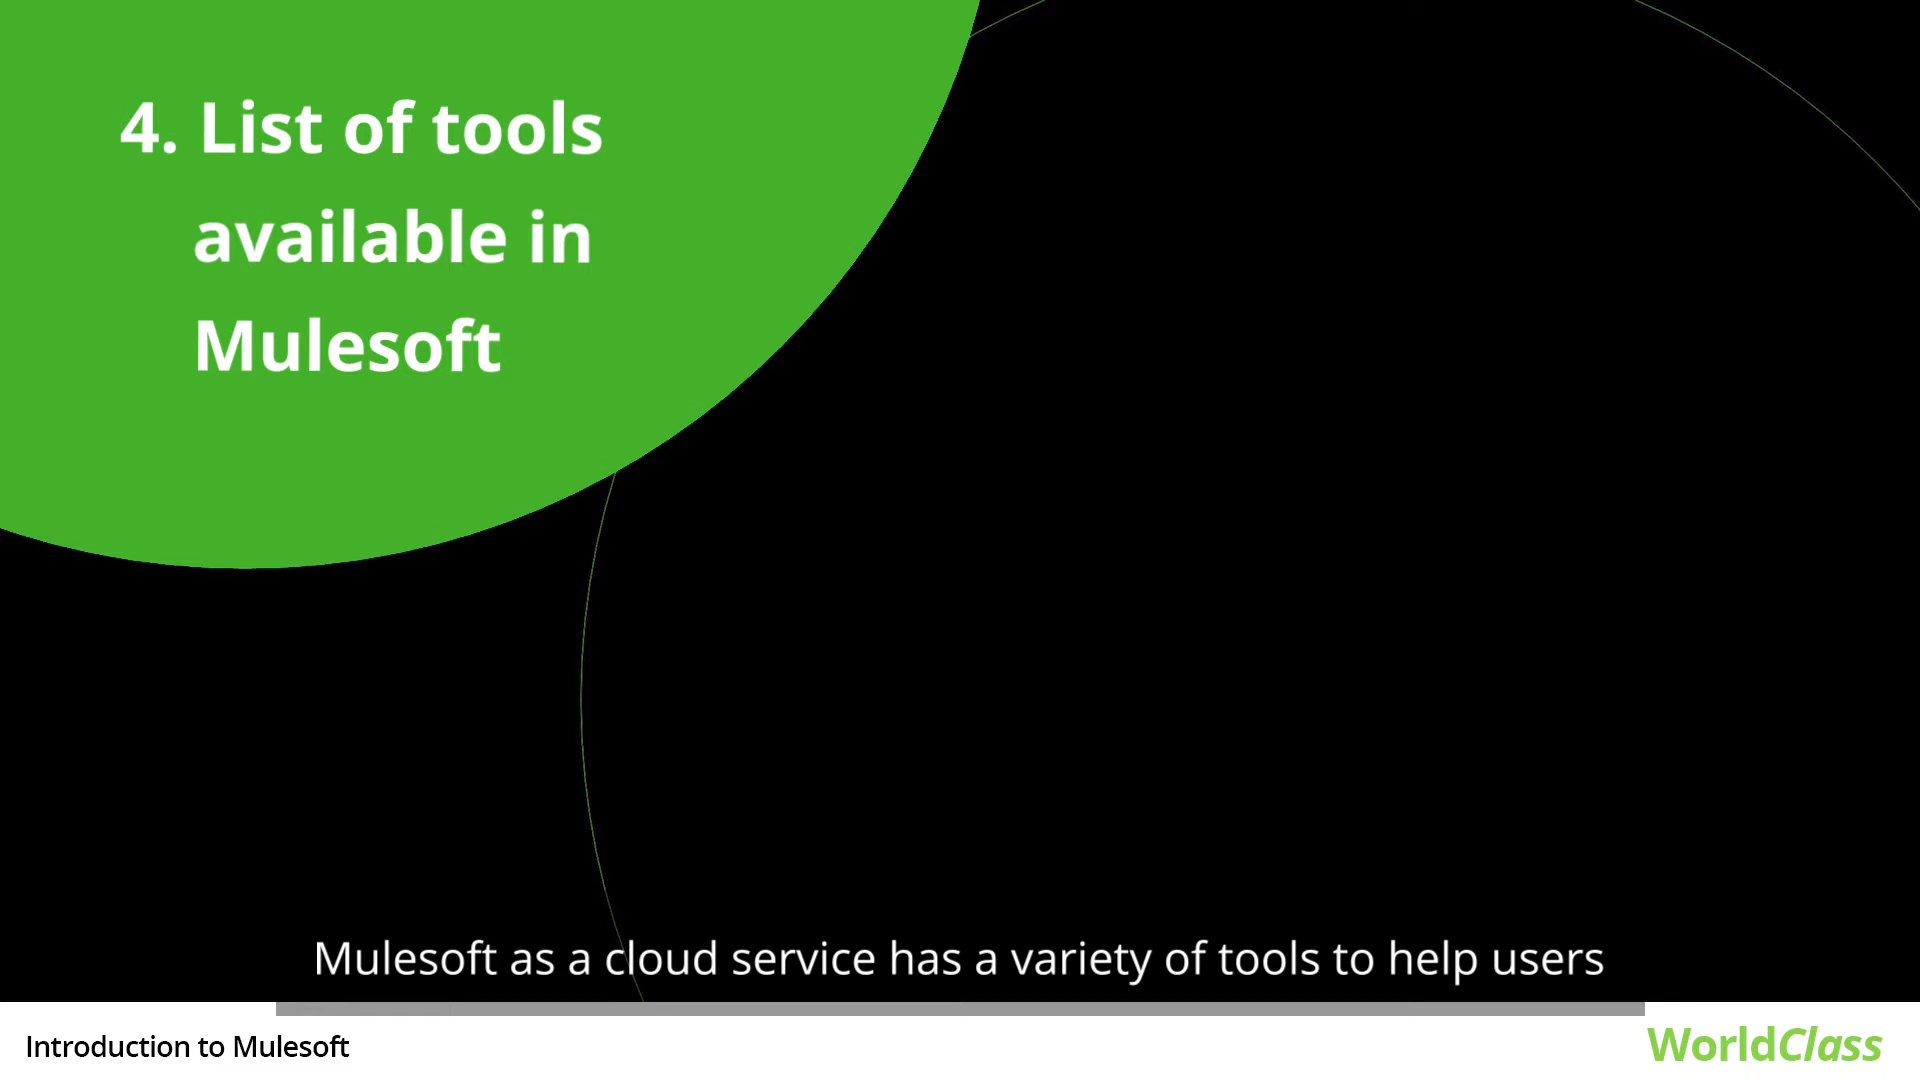 4. List of tools
available in
Mulesoft
Mulesoft as a cloud service has a variety of tools to help users
Introduction to Mulesoft
WorldClass